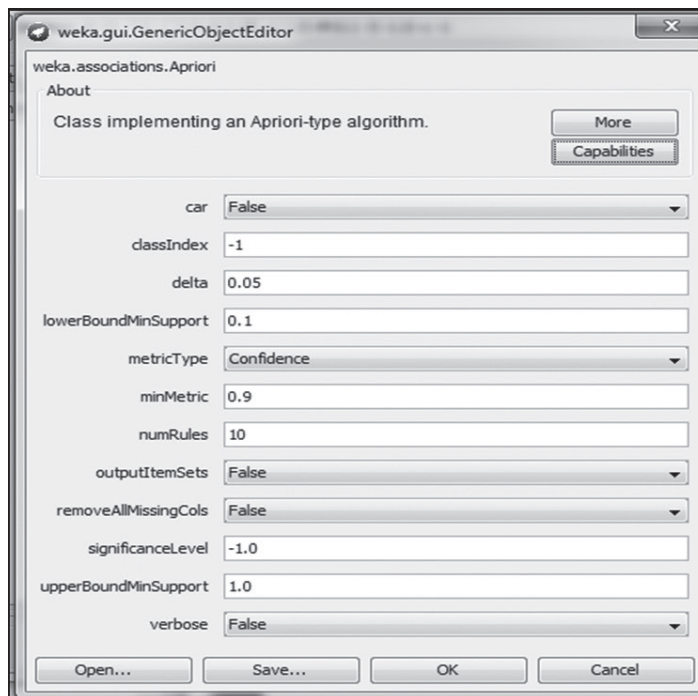 weka.gui.GenericObjectEditor
weka.associations.Apriori
About
Class implementing an Apriori-type algorithm.
More
Capabilities
car False
classIndex -1
delta 0.05
lowerBoundMinSupport 0.1
metricType Confidence
minMetric 0.9
numRules 10
outputItemSets False
removeAllMissingCols False
significanceLevel -1.0
upperBoundMinSupport 1.0
verbose False
Open... Save... OK Cancel